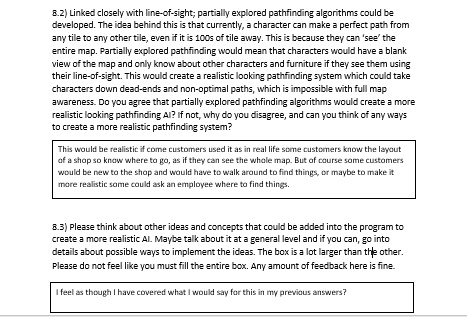 8.2) Linked closely with line-of-sight; partially explored pathfinding algorithms could be
developed. The idea behind this is that currently, a character can make a perfect path from
any tile to any other tile, even if it is 100s of tile away. This is because they can 'see' the
entire map. Partially explored pathfinding would mean that characters would have a blank
view of the map and only know about other characters and furniture if they see them using
their line-of-sight. This would create a realistic looking pathfinding system which could take
characters down dead-ends and non-optimal paths, which is impossible with full map
awareness. Do you agree that partially explored pathfinding algorithms would create a more
realistic looking pathfinding AI? If not, why do you disagree, and can you think of any ways
to create a more realistic pathfinding system?
This would be realistic if come customers used it as in real life some customers know the layout
of a shop so know where to go, as if they can see the whole map. But of course some customers
would be new to the shop and would have to walk around to find things, or maybe to make it
more realistic some could ask an employee where to find things.
8.3) Please think about other ideas and concepts that could be added into the program to
create a more realistic AI. Maybe talk about it at a general level and if you can, go into
details about possible ways to implement the ideas. The box is a lot larger than the other.
Please do not feel like you must fill the entire box. Any amount of feedback here is fine.
I feel as though I have covered what I would say for this in my previous answers?